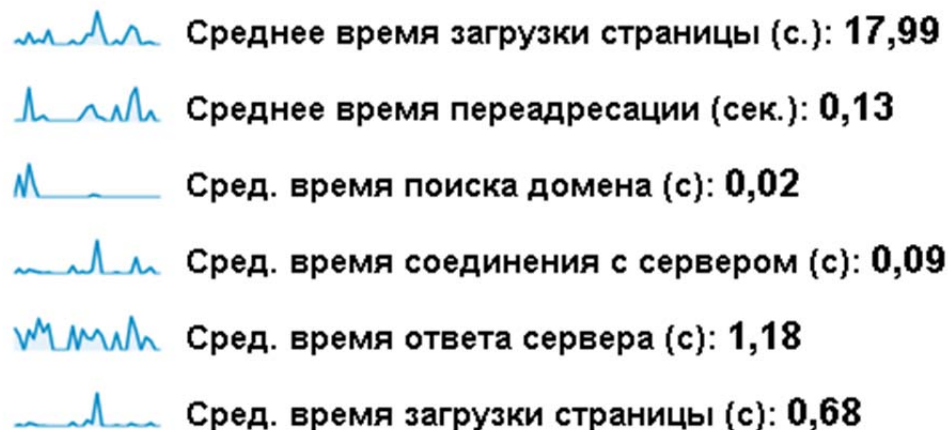 Среднее время загрузки страницы (с.): 17,99
Среднее время переадресации (сек.): 0,13
Сред. время поиска домена (с): 0,02
Сред. время соединения с сервером (с): 0,09
Сред. время ответа сервера (с): 1,18
Сред. время загрузки страницы (с): 0,68